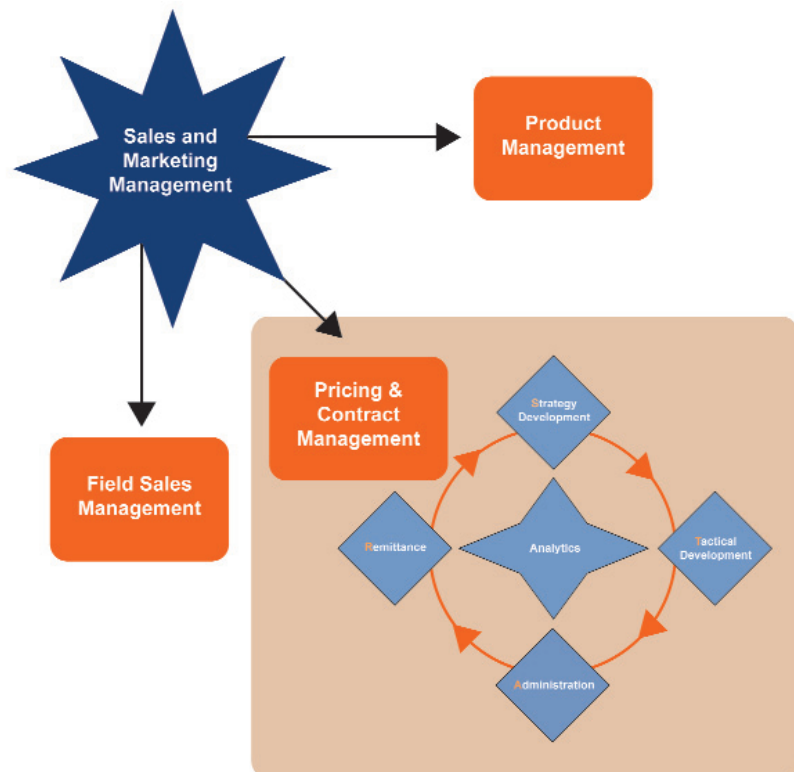 Sales and
Marketing
Management
Product
Management
Pricing &
Contract
Management
Strategy
Development
Field Sales
Management
Remittance
Analytics
Tactical
Development
Administration